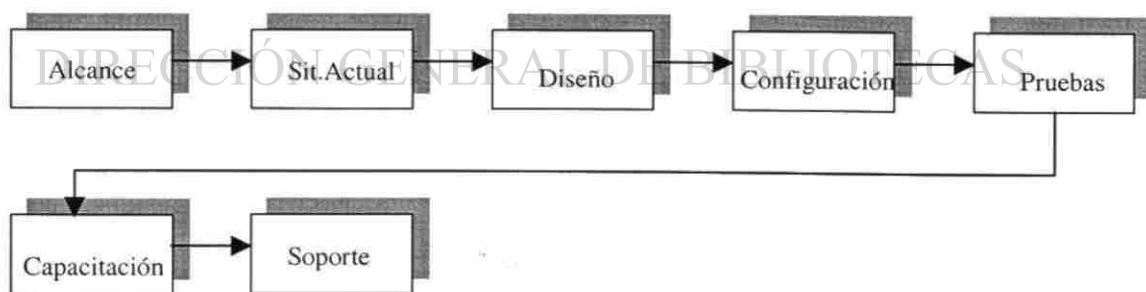 DIRECCIÓN GENERAL DE BIBLIOTECAS
Alcance
Sit.Actual
Diseño
Configuración
Pruebas
Capacitación
Soporte